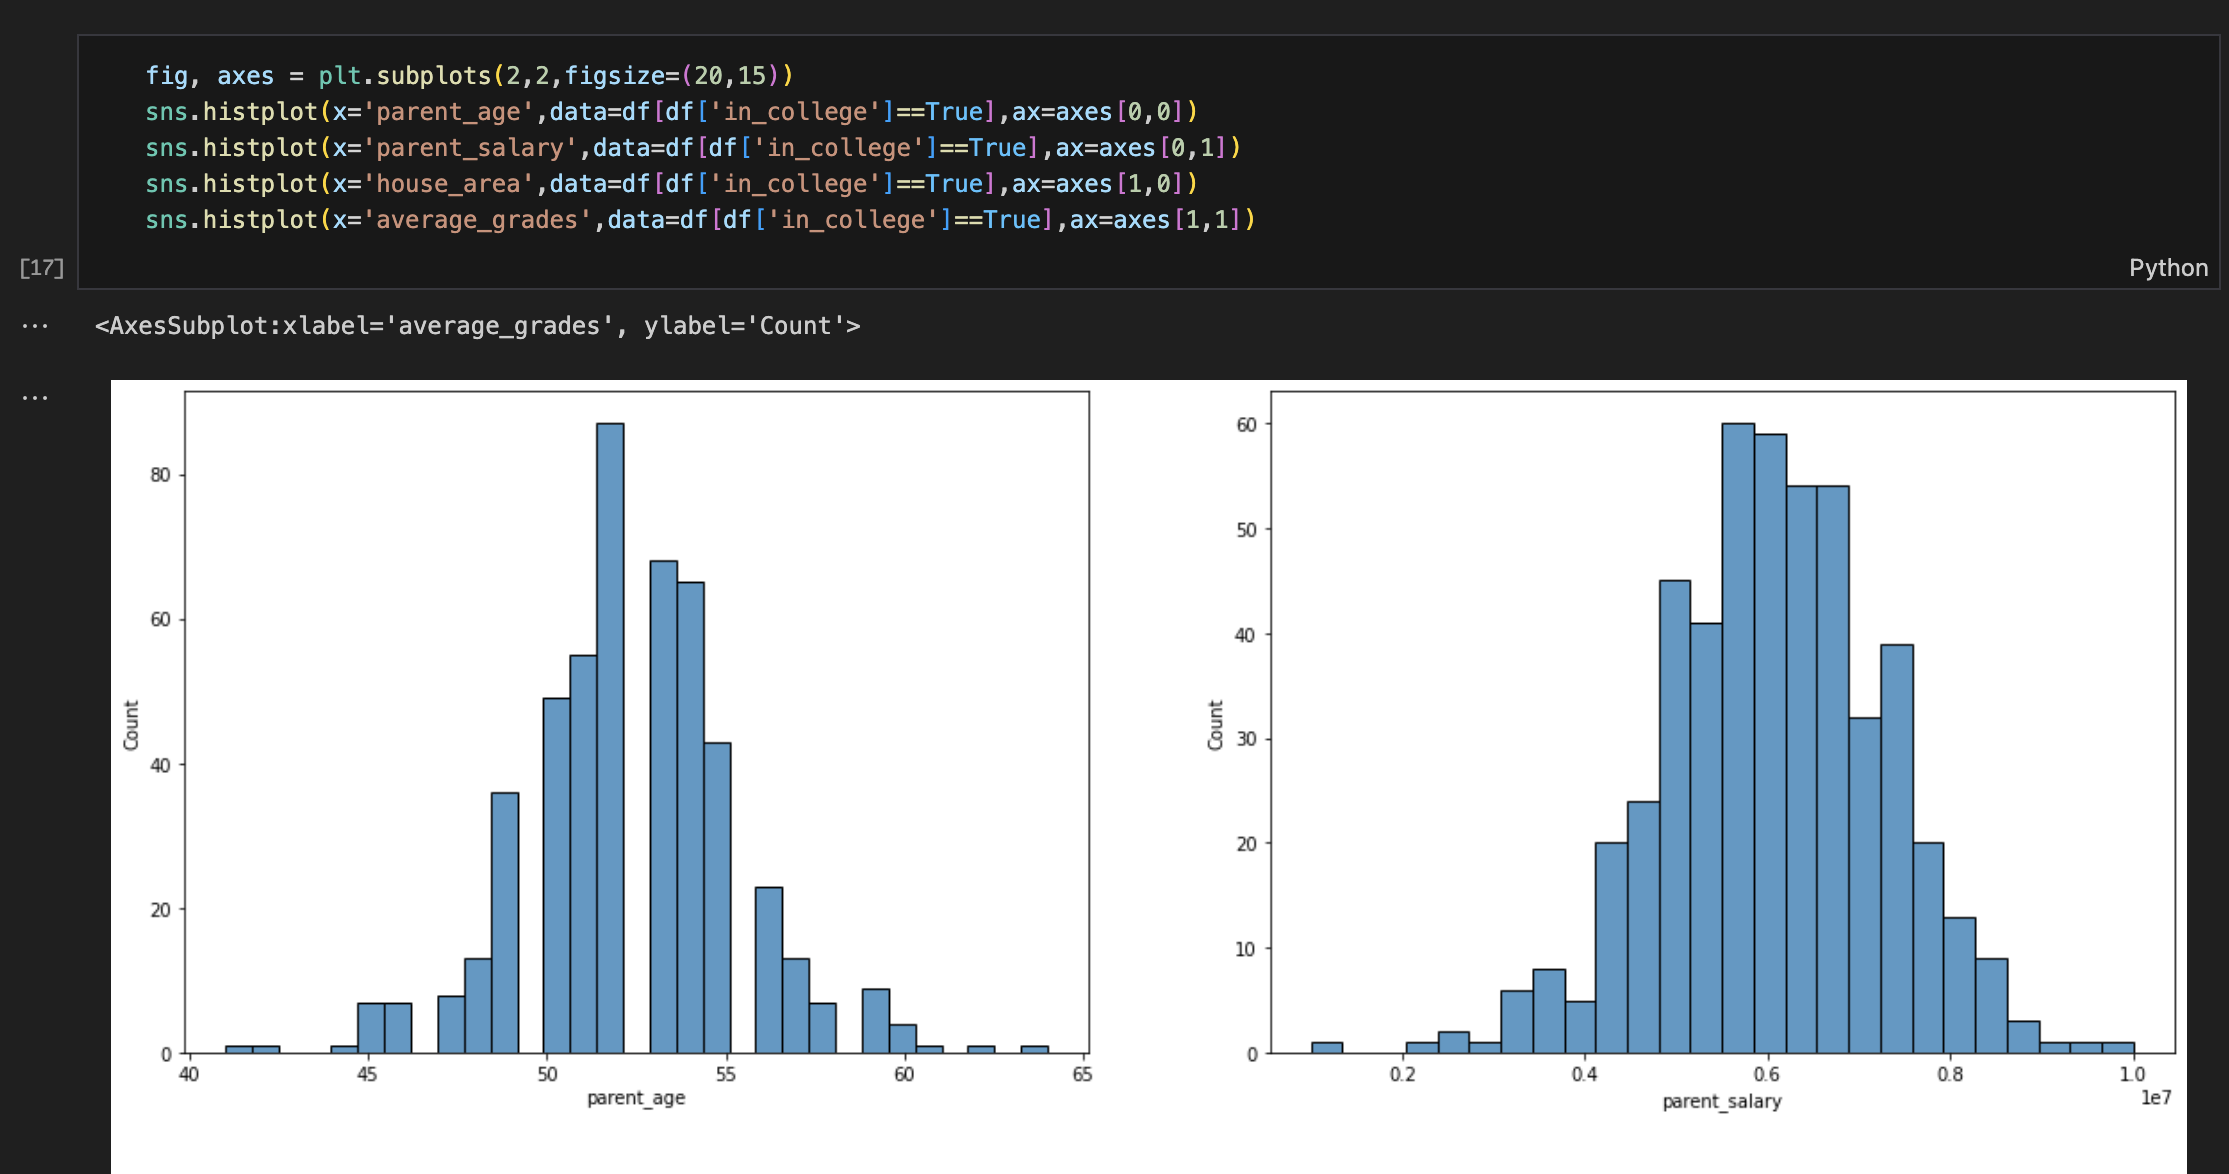 fig, axes = plt.subplots(2,2,figsize=(20,15))
sns.histplot(x='parent_age',data=df[df['in_college']==True],ax=axes[0,0])
sns.histplot(x='parent_salary',data=df[df['in_college']==True],ax=axes[0,1])
sns.histplot(x='house_area',data=df[df['in_college']==True],ax=axes[1,0])
sns.histplot(x='average_grades',data=df[df['in_college']==True],ax=axes[1,1])
[17]
Python
... <AxesSubplot:xlabel='average_grades', ylabel='Count'>
...
80
60
40
20
0
Count
40 45 50 55 60 65
parent_age
60
50
40
30
20
10
0
Count
0.2 0.4 0.6 0.8 1.0
1e7
parent_salary